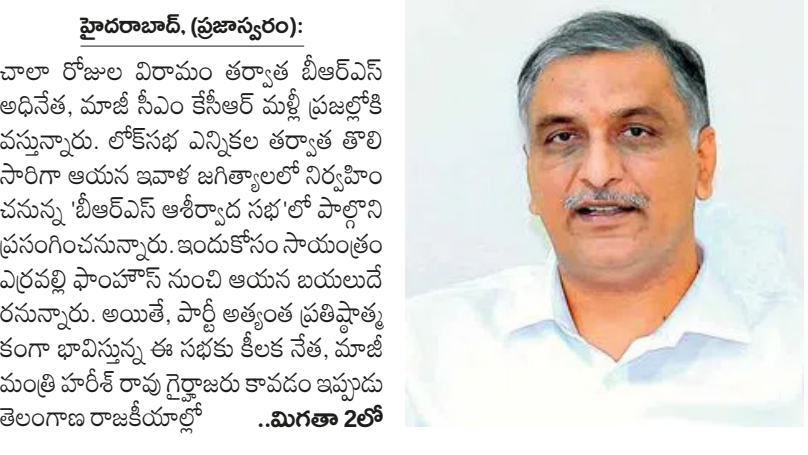 హైదరాబాద్, (ప్రజాస్వరం):
చాలా రోజుల విరామం తర్వాత బీఆర్ఎస్
అధినేత, మాజీ సీఎం కేసీఆర్ మళ్లీ ప్రజల్లోకి
వస్తున్నారు. లోక్‌సభ ఎన్నికల తర్వాత తొలి
సారిగా ఆయన ఇవాళ జగిత్యాలలో నిర్వహిం
చనున్న 'బీఆర్ఎస్ ఆశీర్వాద సభ'లో పాల్గొని
ప్రసంగించనున్నారు. ఇందుకోసం సాయంత్రం
ఎర్రవల్లి ఫాంహౌస్ నుంచి ఆయన బయలుదే
రనున్నారు. అయితే, పార్టీ అత్యంత ప్రతిష్ఠాత్మ
కంగా భావిస్తున్న ఈ సభకు కీలక నేత, మాజీ
మంత్రి హరీశ్ రావు గైర్హాజరు కావడం ఇప్పుడు
తెలంగాణ రాజకీయాల్లో ..మిగతా 2లో